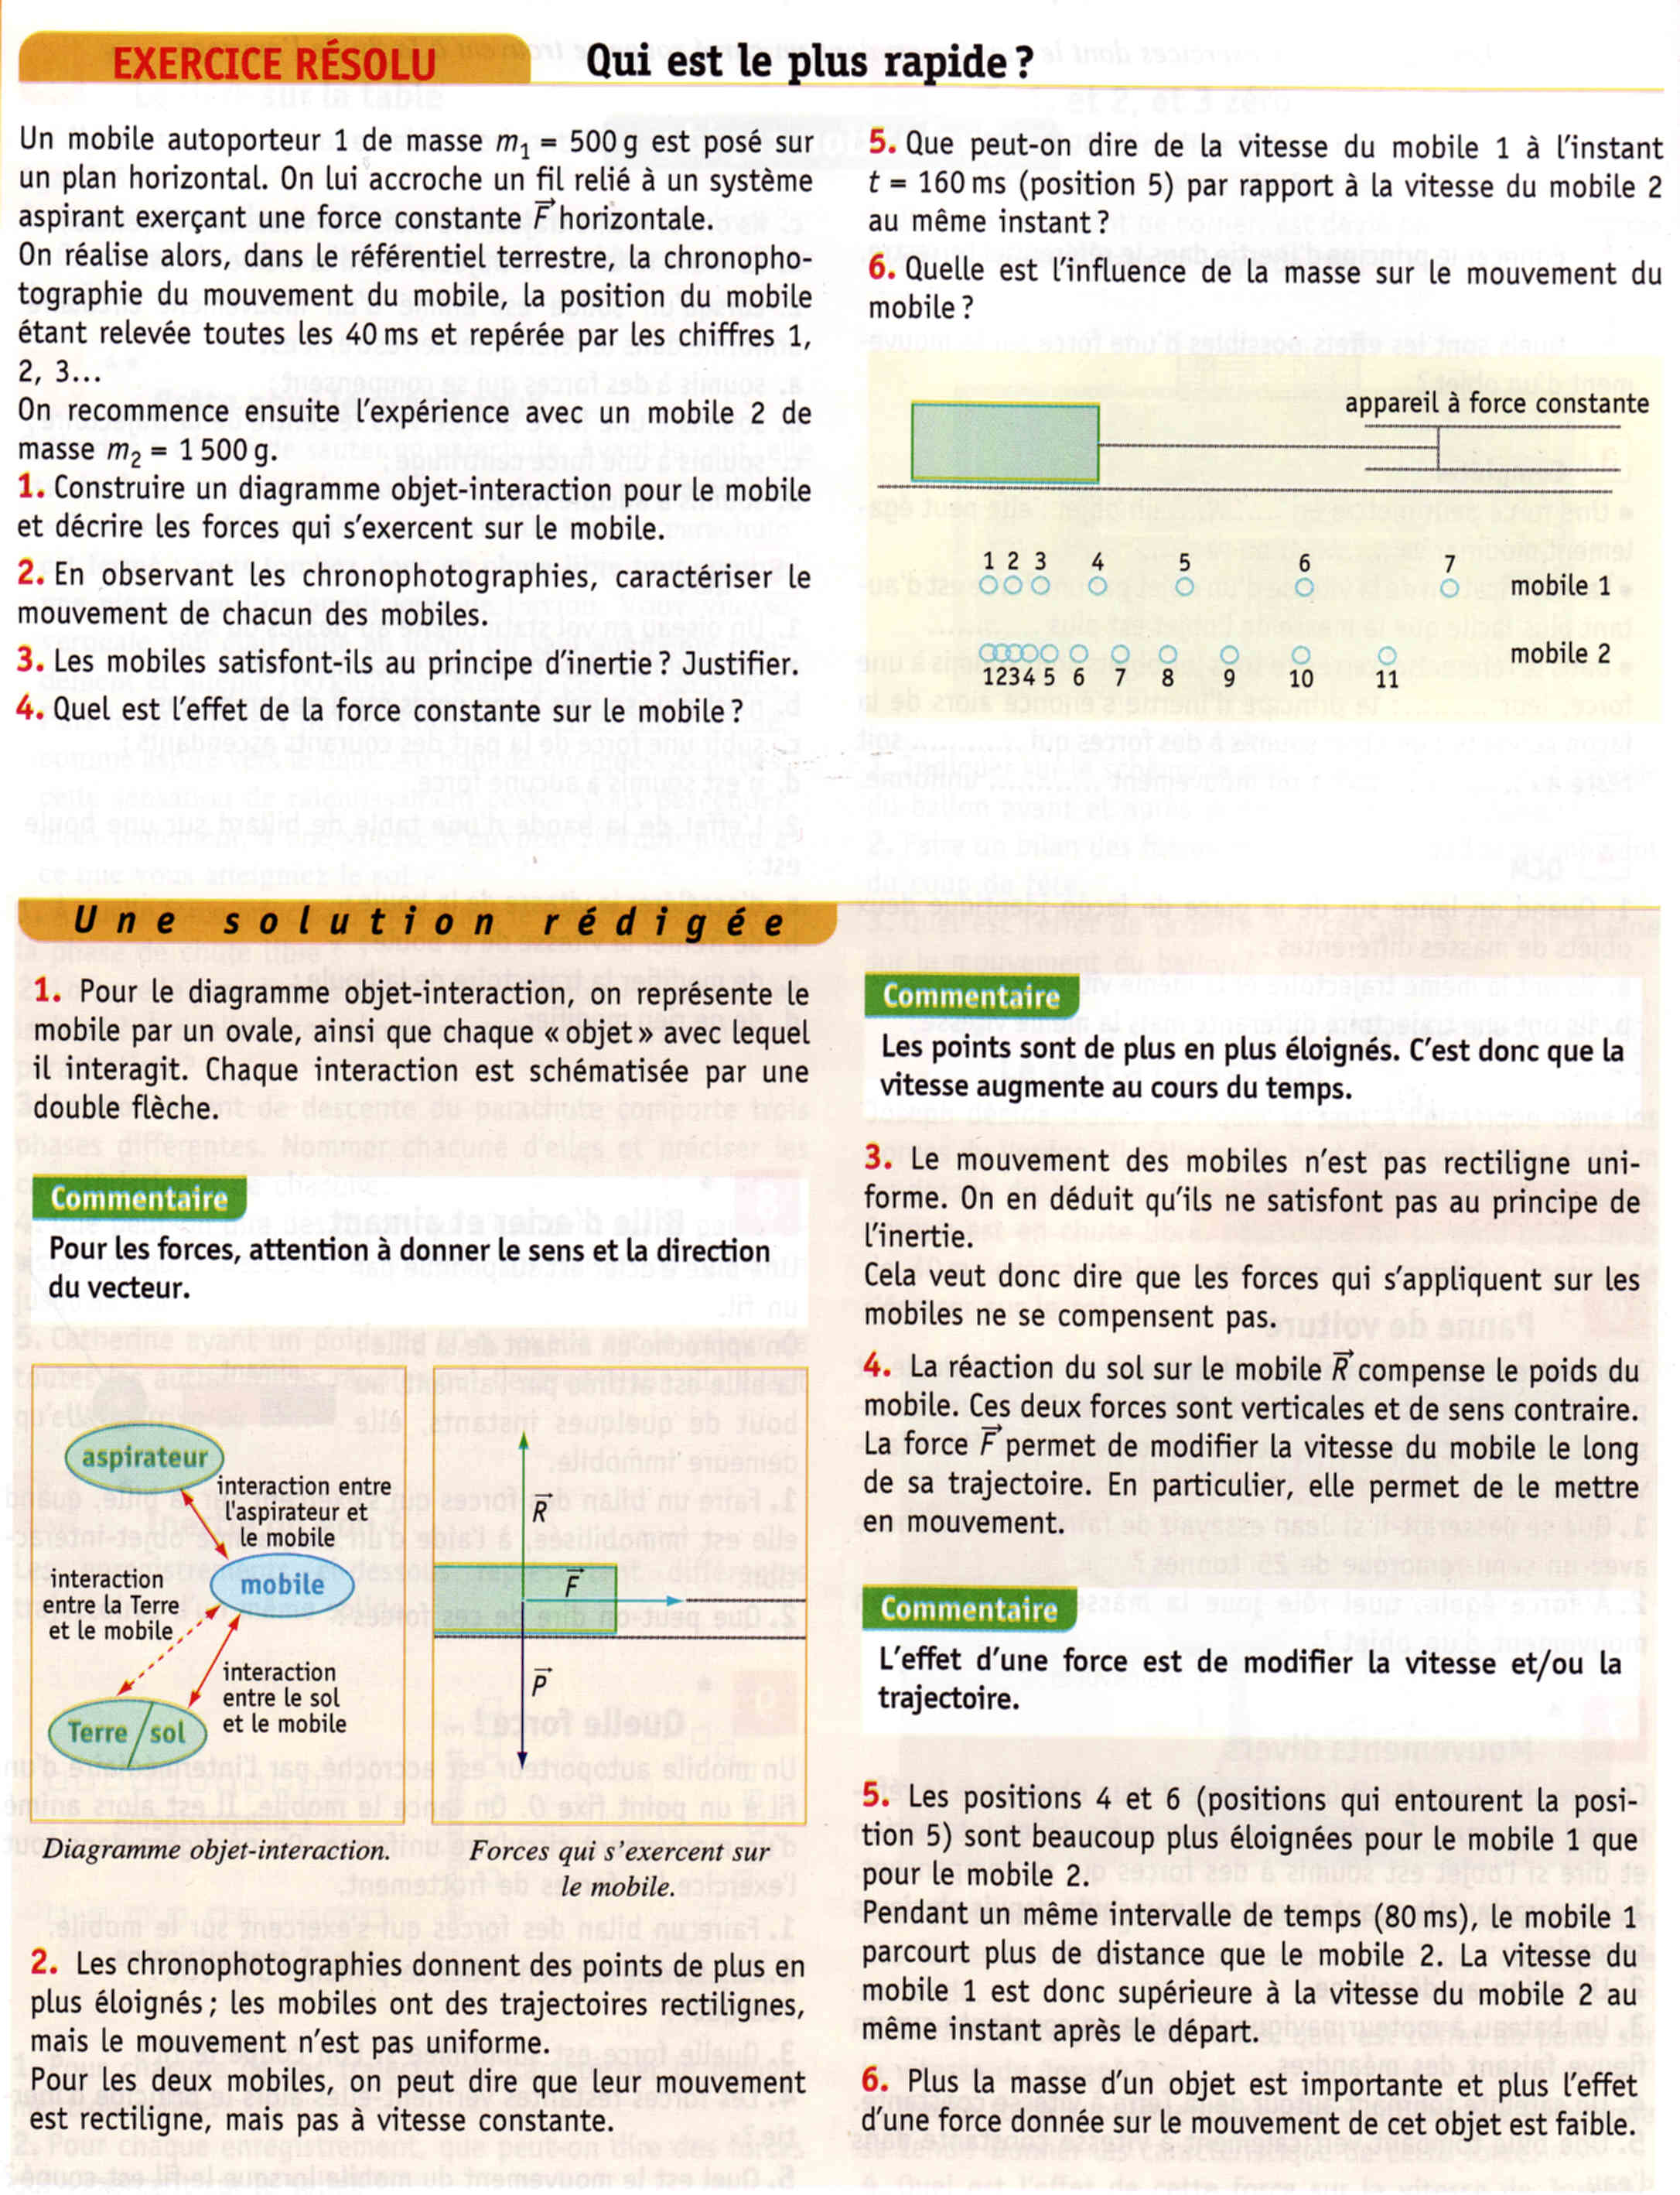 EXERCICE RÉSOLU
Qui est le plus rapide ?
Un mobile autoporteur 1 de masse m₁ = 500 g est posé sur
un plan horizontal. On lui accroche un fil relié à un système
aspirant exerçant une force constante F⃗ horizontale.
On réalise alors, dans le référentiel terrestre, la chronopho-
tographie du mouvement du mobile, la position du mobile
étant relevée toutes les 40 ms et repérée par les chiffres 1,
2, 3...
On recommence ensuite l'expérience avec un mobile 2 de
masse m₂ = 1 500 g.
1. Construire un diagramme objet-interaction pour le mobile
et décrire les forces qui s'exercent sur le mobile.
2. En observant les chronophotographies, caractériser le
mouvement de chacun des mobiles.
3. Les mobiles satisfont-ils au principe d'inertie ? Justifier.
4. Quel est l'effet de la force constante sur le mobile ?
5. Que peut-on dire de la vitesse du mobile 1 à l'instant
t = 160 ms (position 5) par rapport à la vitesse du mobile 2
au même instant ?
6. Quelle est l'influence de la masse sur le mouvement du
mobile ?
appareil à force constante
1 2 3 4 5 6 7
mobile 1
mobile 2
1 2 3 4 5 6 7 8 9 10 11
Une solution rédigée
1. Pour le diagramme objet-interaction, on représente le
mobile par un ovale, ainsi que chaque « objet » avec lequel
il interagit. Chaque interaction est schématisée par une
double flèche.
Commentaire
Pour les forces, attention à donner le sens et la direction
du vecteur.
aspirateur
interaction entre
l'aspirateur et
le mobile
mobile
interaction
entre la Terre
et le mobile
interaction
entre le sol
et le mobile
Terre / sol
R⃗
F⃗
P⃗
Diagramme objet-interaction.
Forces qui s'exercent sur
le mobile.
2. Les chronophotographies donnent des points de plus en
plus éloignés ; les mobiles ont des trajectoires rectilignes,
mais le mouvement n'est pas uniforme.
Pour les deux mobiles, on peut dire que leur mouvement
est rectiligne, mais pas à vitesse constante.
Commentaire
Les points sont de plus en plus éloignés. C'est donc que la
vitesse augmente au cours du temps.
3. Le mouvement des mobiles n'est pas rectiligne uni-
forme. On en déduit qu'ils ne satisfont pas au principe de
l'inertie.
Cela veut donc dire que les forces qui s'appliquent sur les
mobiles ne se compensent pas.
4. La réaction du sol sur le mobile R⃗ compense le poids du
mobile. Ces deux forces sont verticales et de sens contraire.
La force F⃗ permet de modifier la vitesse du mobile le long
de sa trajectoire. En particulier, elle permet de le mettre
en mouvement.
Commentaire
L'effet d'une force est de modifier la vitesse et/ou la
trajectoire.
5. Les positions 4 et 6 (positions qui entourent la posi-
tion 5) sont beaucoup plus éloignées pour le mobile 1 que
pour le mobile 2.
Pendant un même intervalle de temps (80 ms), le mobile 1
parcourt plus de distance que le mobile 2. La vitesse du
mobile 1 est donc supérieure à la vitesse du mobile 2 au
même instant après le départ.
6. Plus la masse d'un objet est importante et plus l'effet
d'une force donnée sur le mouvement de cet objet est faible.